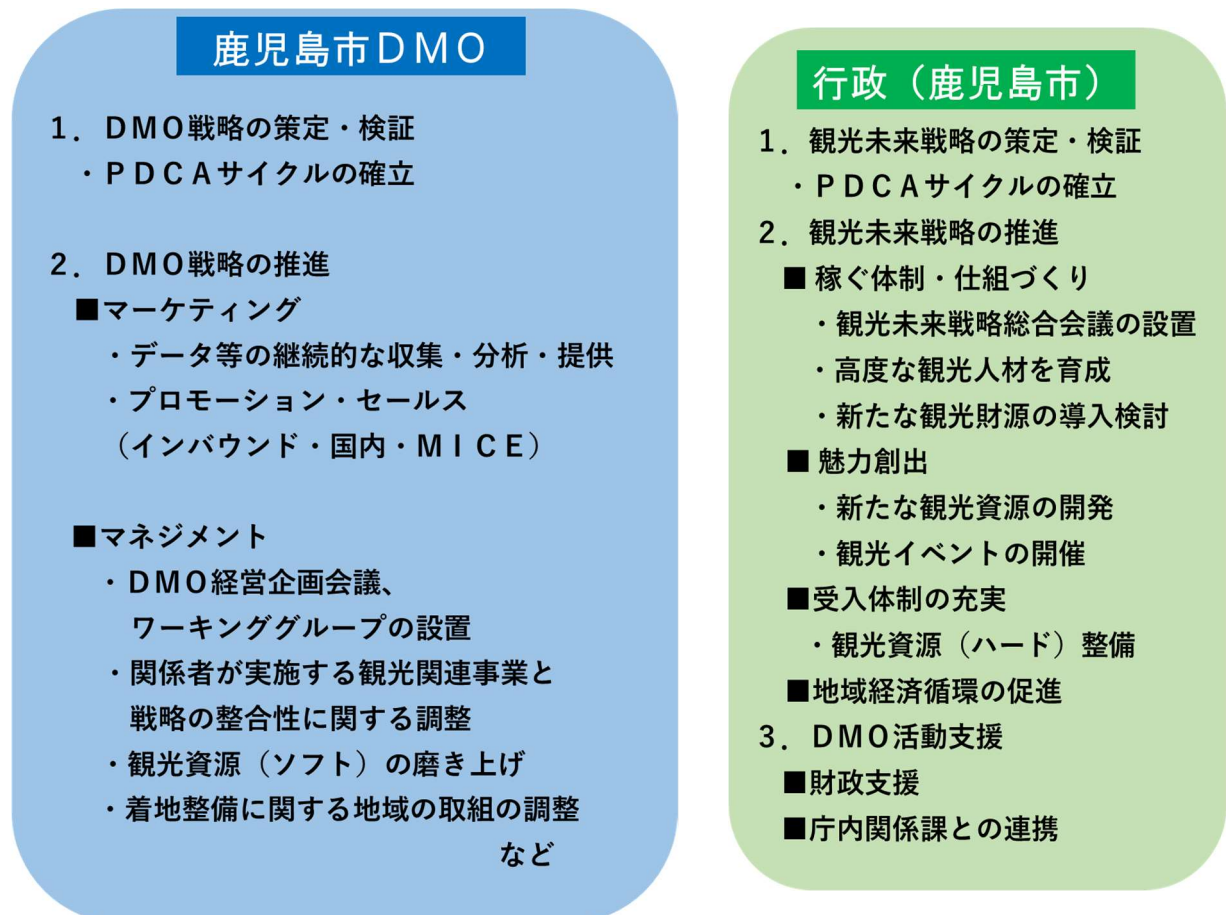 鹿児島市DMO
1．DMO戦略の策定・検証
・PDCAサイクルの確立
2．DMO戦略の推進
■マーケティング
・データ等の継続的な収集・分析・提供
・プロモーション・セールス
（インバウンド・国内・MICE）
■マネジメント
・DMO経営企画会議、
ワーキンググループの設置
・関係者が実施する観光関連事業と
戦略の整合性に関する調整
・観光資源（ソフト）の磨き上げ
・着地整備に関する地域の取組の調整
など
行政（鹿児島市）
1．観光未来戦略の策定・検証
・PDCAサイクルの確立
2．観光未来戦略の推進
■ 稼ぐ体制・仕組づくり
・観光未来戦略総合会議の設置
・高度な観光人材を育成
・新たな観光財源の導入検討
■ 魅力創出
・新たな観光資源の開発
・観光イベントの開催
■受入体制の充実
・観光資源（ハード）整備
■地域経済循環の促進
3．DMO活動支援
■財政支援
■庁内関係課との連携